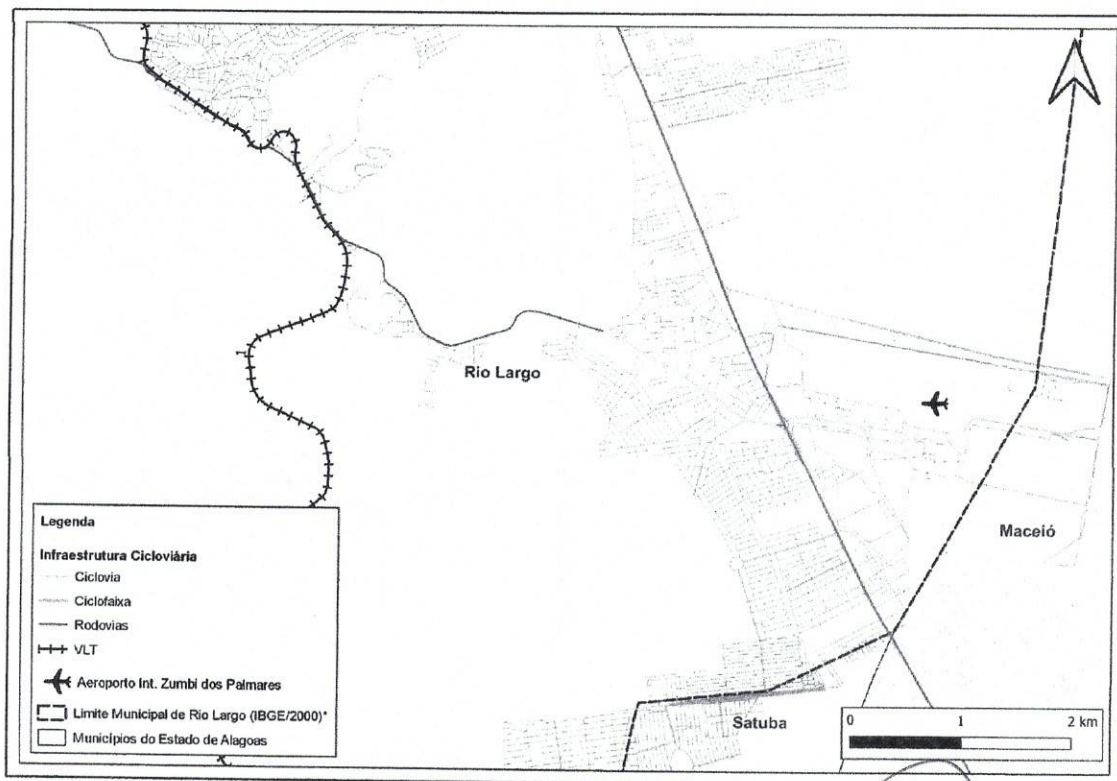 Rio Largo
Maceió
Satuba
Legenda
Infraestrutura Cicloviária
Ciclovia
Ciclofaixa
Rodovias
VLT
Aeroporto Int. Zumbi dos Palmares
Limite Municipal de Rio Largo (IBGE/2000)*
Municípios do Estado de Alagoas
0 1 2 km